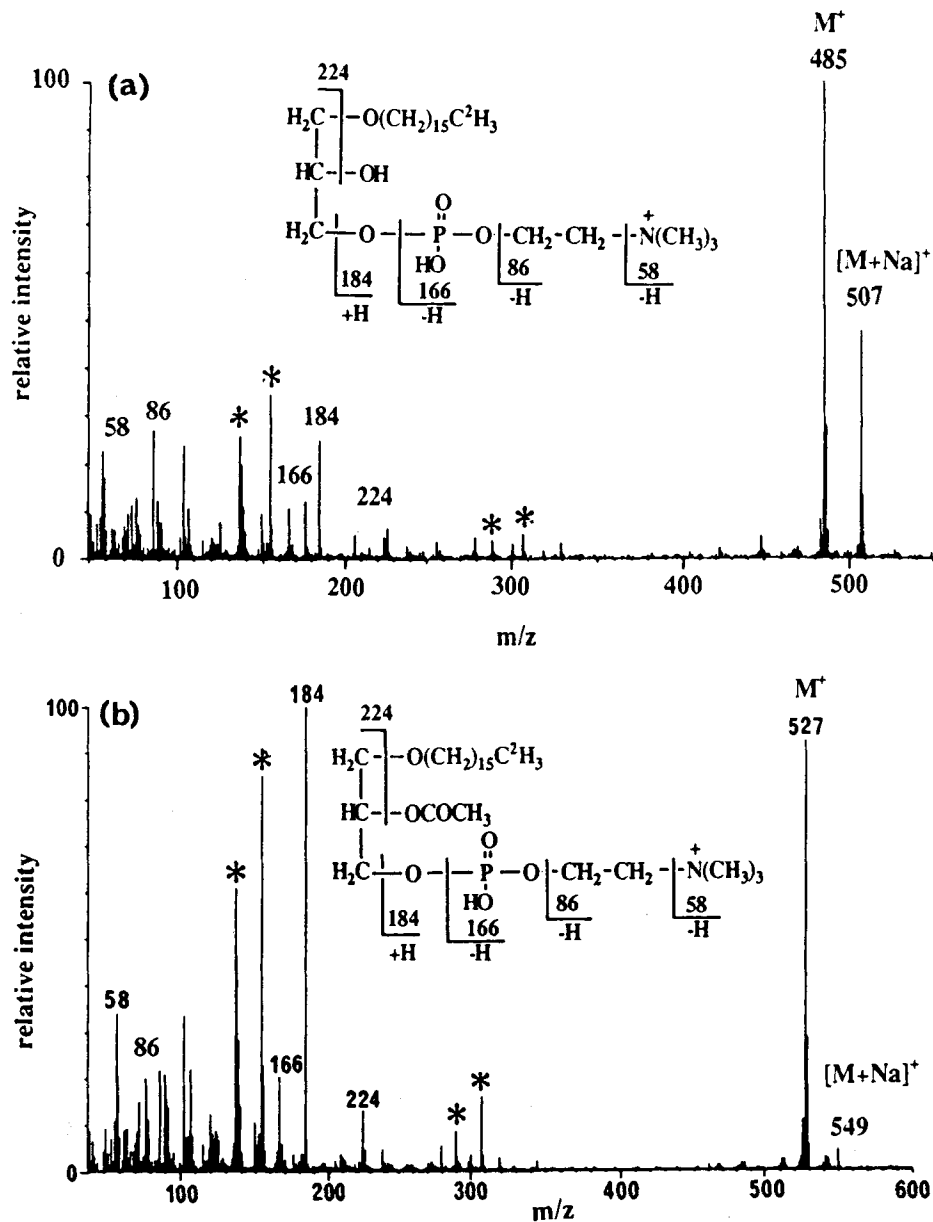 M⁺
485
100
(a)
224
H₂C - - O(CH₂)₁₅C²H₃
HC - - OH
O
H₂C - - O - P - O - CH₂ - CH₂ - N(CH₃)₃
+
HO
184
+H
166
-H
86
-H
58
-H
[M+Na]⁺
507
relative intensity
*
*
58
86
184
166
224
*
*
0
100
200
300
400
500
m/z
184
M⁺
527
100
(b)
224
H₂C - - O(CH₂)₁₅C²H₃
HC - - OCOCH₃
O
H₂C - - O - P - O - CH₂ - CH₂ - N(CH₃)₃
+
HO
184
+H
166
-H
86
-H
58
-H
*
*
relative intensity
58
86
166
224
*
*
[M+Na]⁺
549
0
100
200
300
400
500
600
m/z